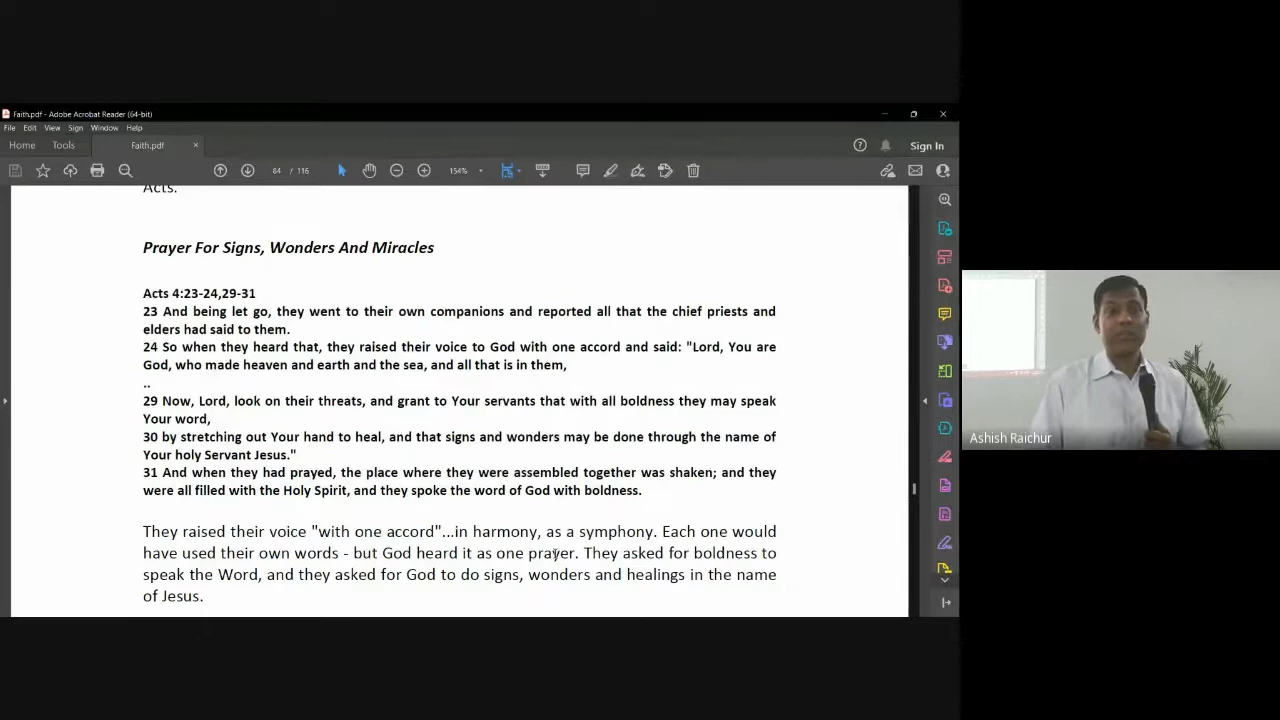 Faith.pdf - Adobe Acrobat Reader (64-bit)
File Edit View Sign Window Help
Home Tools Faith.pdf × Sign In
84 / 116 154%
Acts.
Prayer For Signs, Wonders And Miracles
Acts 4:23-24,29-31
23 And being let go, they went to their own companions and reported all that the chief priests and
elders had said to them.
24 So when they heard that, they raised their voice to God with one accord and said: "Lord, You are
God, who made heaven and earth and the sea, and all that is in them,
..
29 Now, Lord, look on their threats, and grant to Your servants that with all boldness they may speak
Your word,
30 by stretching out Your hand to heal, and that signs and wonders may be done through the name of
Your holy Servant Jesus."
31 And when they had prayed, the place where they were assembled together was shaken; and they
were all filled with the Holy Spirit, and they spoke the word of God with boldness.
They raised their voice "with one accord"...in harmony, as a symphony. Each one would
have used their own words - but God heard it as one prayer. They asked for boldness to
speak the Word, and they asked for God to do signs, wonders and healings in the name
of Jesus.
Ashish Raichur